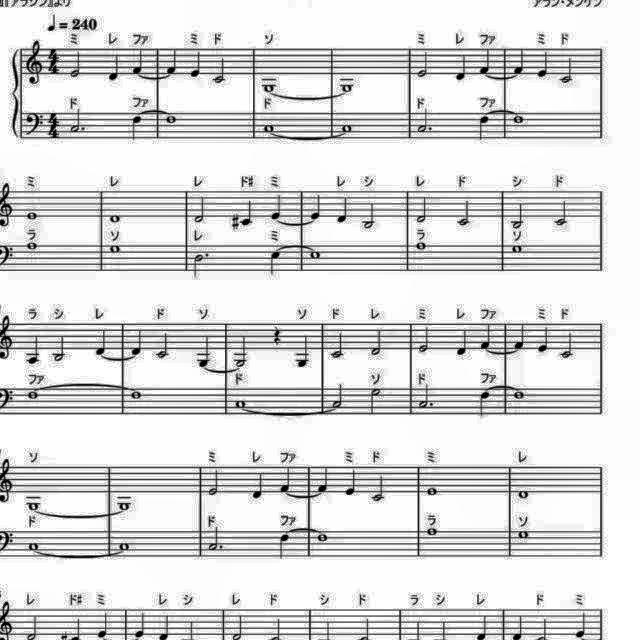 『アラジン』より アラン・メンケン
♩= 240
ミ レ ファ ミ ド ソ ミ レ ファ ミ ド
ド ファ ド ド ファ
ミ レ レ ド# ミ レ シ レ ド シ ド
ラ ソ レ ミ ラ ソ
ラ シ レ ド ソ ソ ド レ ミ レ ファ ミ ド
ファ ド ソ ド ファ
ソ ミ レ ファ ミ ド ミ レ
ド ド ファ ラ ソ
レ ド# ミ レ シ レ ド シ ド ラ シ レ ド ミ